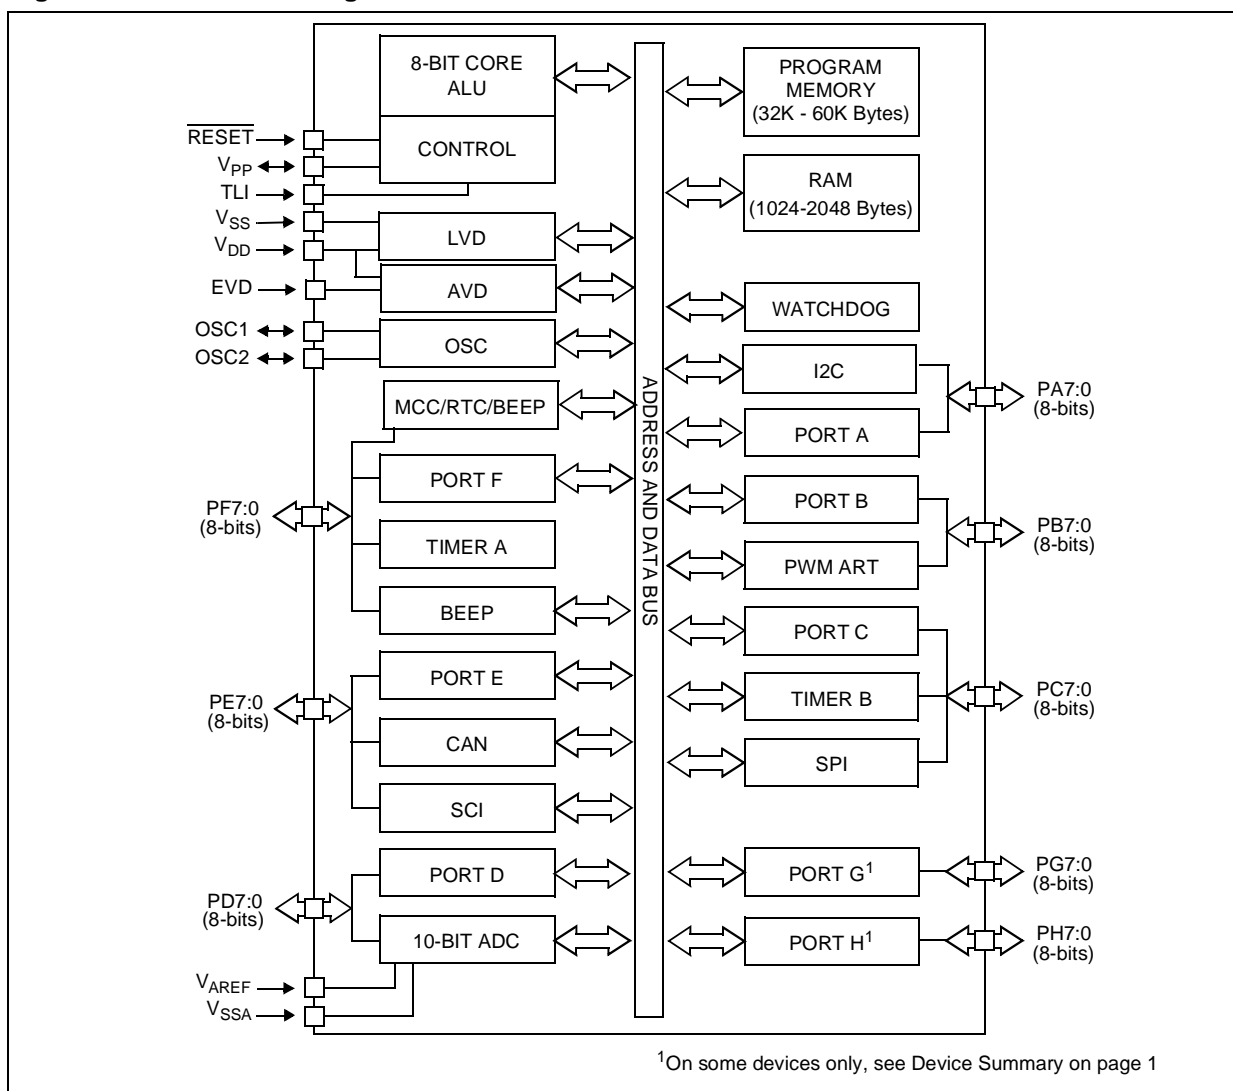 8-BIT CORE
ALU
CONTROL
RESET
VPP
TLI
VSS
VDD
EVD
OSC1
OSC2
LVD
AVD
OSC
MCC/RTC/BEEP
PORT F
TIMER A
BEEP
PF7:0
(8-bits)
PORT E
CAN
SCI
PE7:0
(8-bits)
PORT D
10-BIT ADC
PD7:0
(8-bits)
VAREF
VSSA
ADDRESS AND DATA BUS
PROGRAM
MEMORY
(32K - 60K Bytes)
RAM
(1024-2048 Bytes)
WATCHDOG
I2C
PORT A
PA7:0
(8-bits)
PORT B
PWM ART
PB7:0
(8-bits)
PORT C
TIMER B
SPI
PC7:0
(8-bits)
PORT G1
PG7:0
(8-bits)
PORT H1
PH7:0
(8-bits)
1On some devices only, see Device Summary on page 1